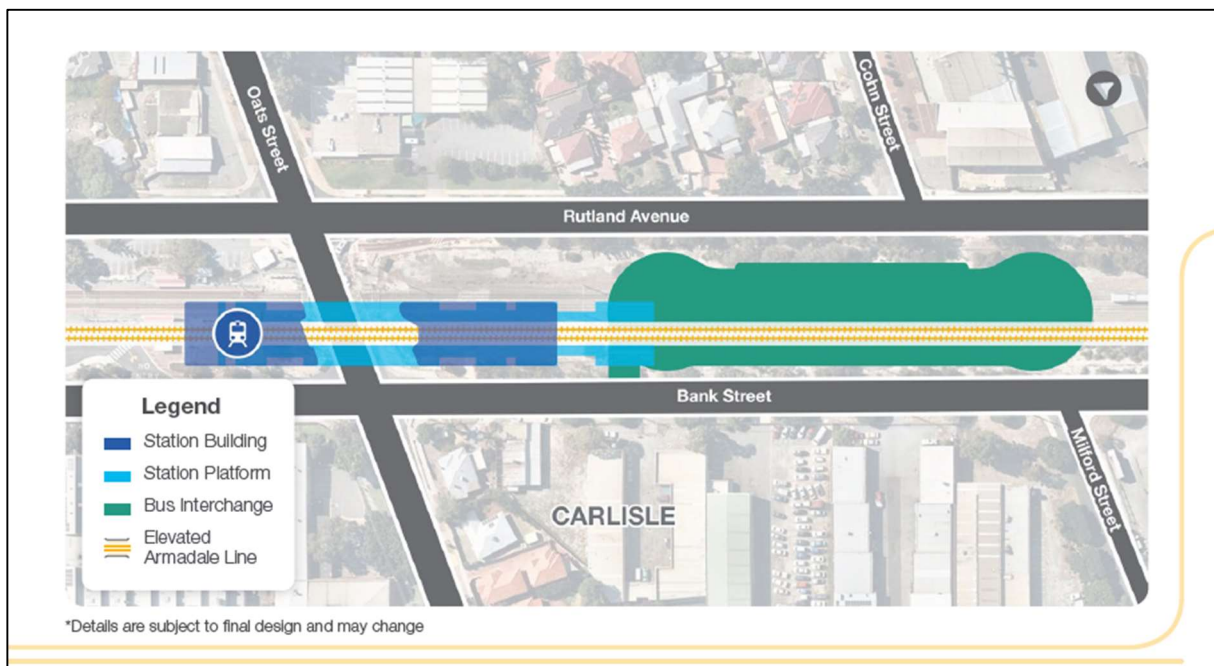 Oats Street
Cohn Street
Rutland Avenue
Bank Street
Legend
Station Building
Station Platform
Bus Interchange
Elevated
Armadale Line
CARLISLE
Milford Street
*Details are subject to final design and may change